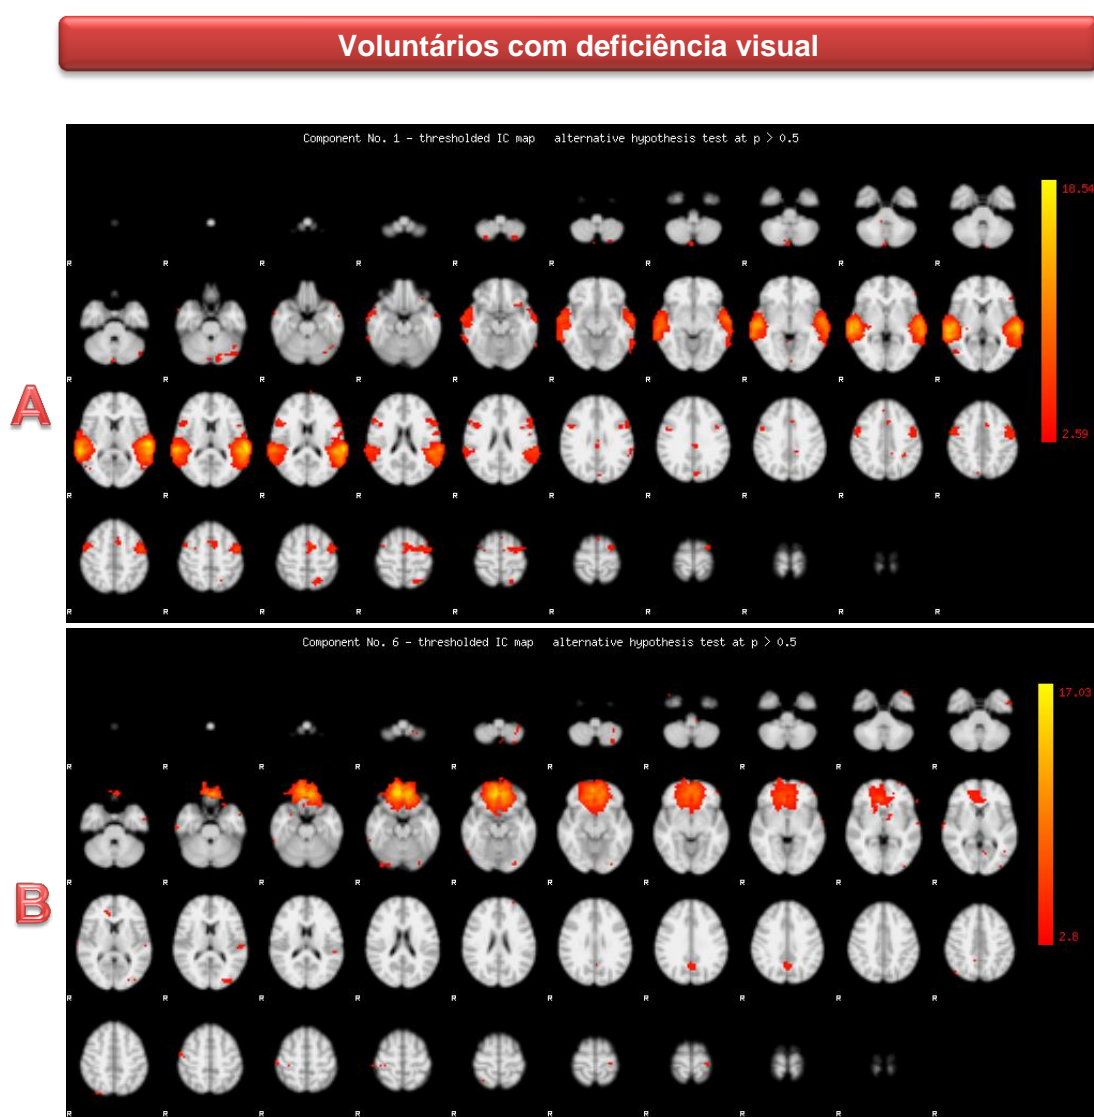 Voluntários com deficiência visual
Component No. 1 - thresholded IC map alternative hypothesis test at p > 0.5
18.54
R R R R R R R R R R
R R R R R R R R R R
A
2.59
R R R R R R R R R R
R R R R R R R R R R
Component No. 6 - thresholded IC map alternative hypothesis test at p > 0.5
17.03
R R R R R R R R R R
R R R R R R R R R R
B
2.8
R R R R R R R R R R
R R R R R R R R R R